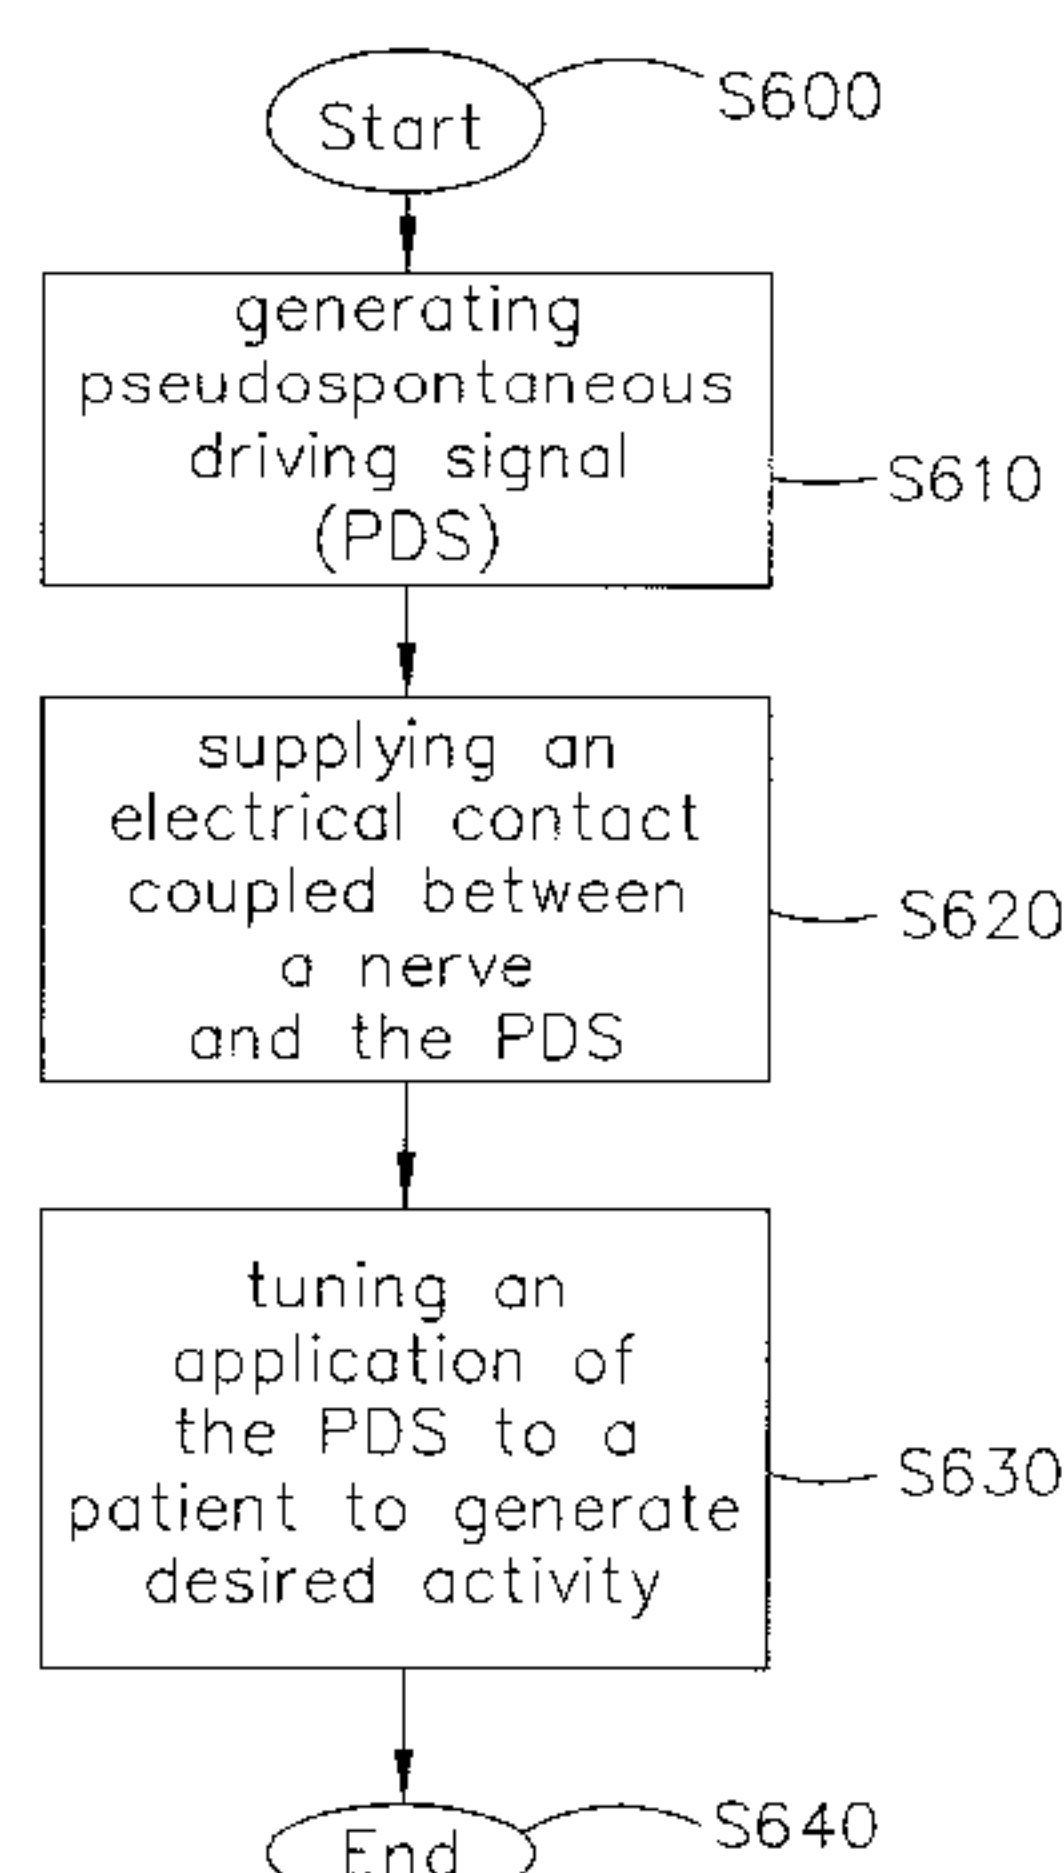 Start
S600
generating
pseudospontaneous
driving signal
(PDS)
S610
supplying an
electrical contact
coupled between
a nerve
and the PDS
S620
tuning an
application of
the PDS to a
patient to generate
desired activity
S630
End
S640